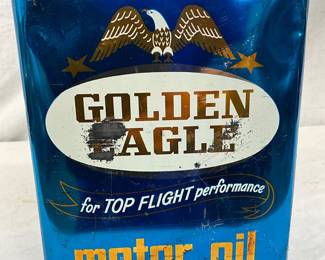 GOLDEN
EAGLE
for TOP FLIGHT performance
motor oil